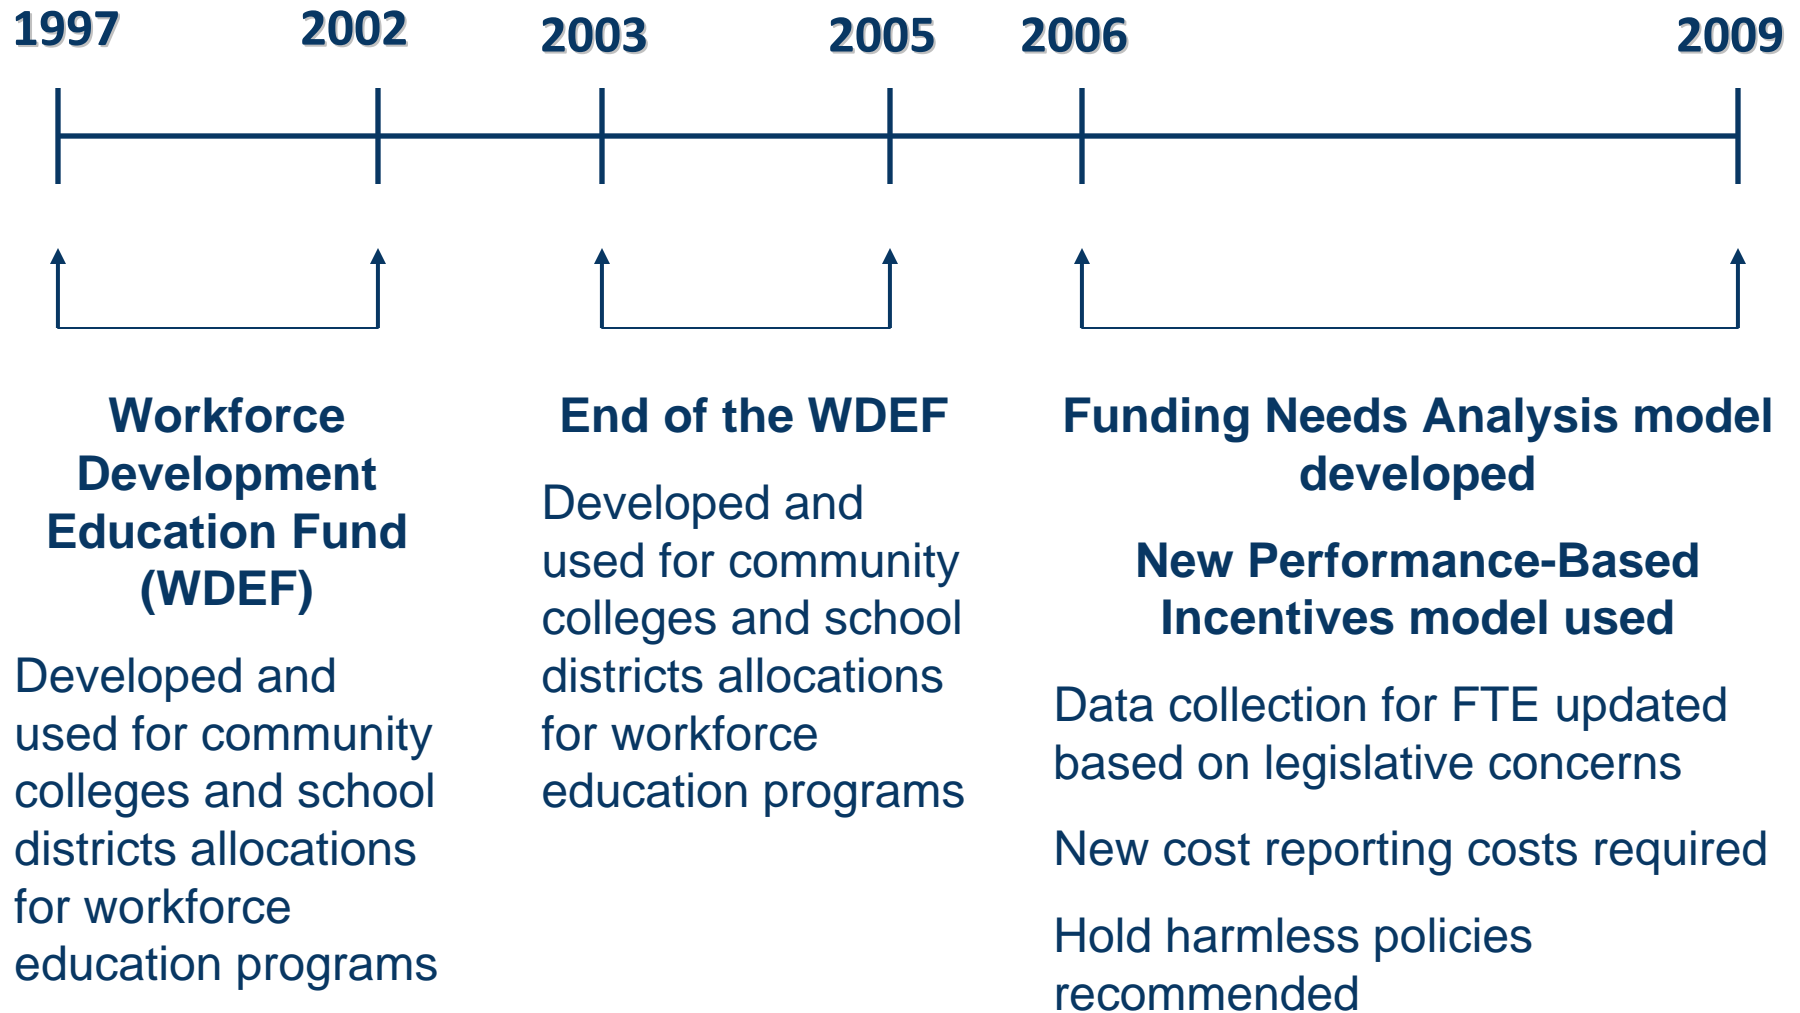 1997 2002 2003 2005 2006 2009
Workforce
Development
Education Fund
(WDEF)
Developed and
used for community
colleges and school
districts allocations
for workforce
education programs
End of the WDEF
Developed and
used for community
colleges and school
districts allocations
for workforce
education programs
Funding Needs Analysis model
developed
New Performance-Based
Incentives model used
Data collection for FTE updated
based on legislative concerns
New cost reporting costs required
Hold harmless policies
recommended